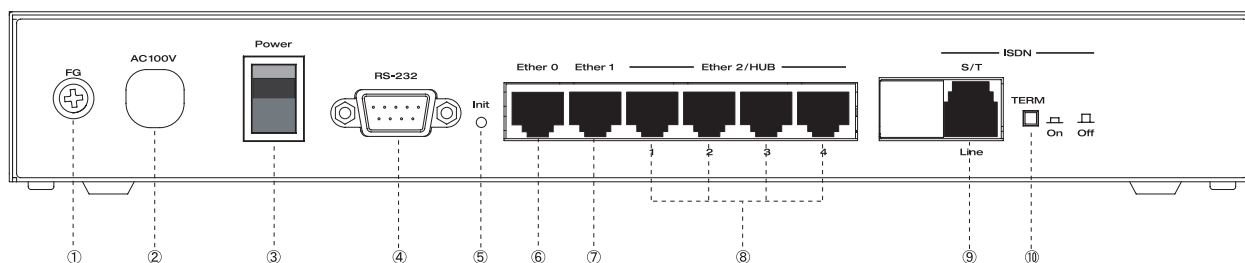 ISDN
Power
S/T
AC100V
Ether 0 Ether 1 Ether 2/HUB
FG
RS-232
Init
TERM
On Off
1 2 3 4
Line
① ② ③ ④ ⑤ ⑥ ⑦ ⑧ ⑨ ⑩